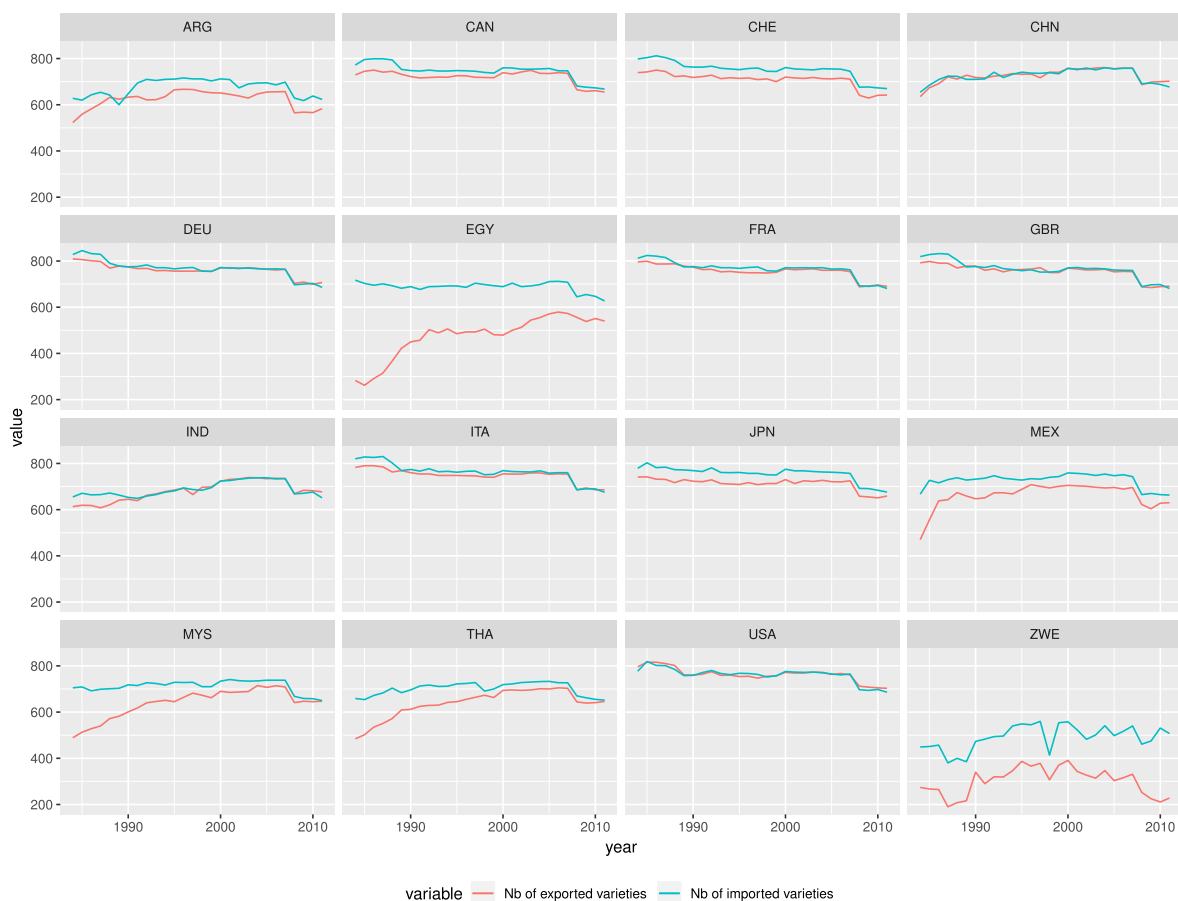 ARG CAN CHE CHN
800
600
400
200
DEU EGY FRA GBR
800
600
400
200
value
IND ITA JPN MEX
800
600
400
200
MYS THA USA ZWE
800
600
400
200
1990 2000 2010 1990 2000 2010 1990 2000 2010 1990 2000 2010
year
variable Nb of exported varieties Nb of imported varieties